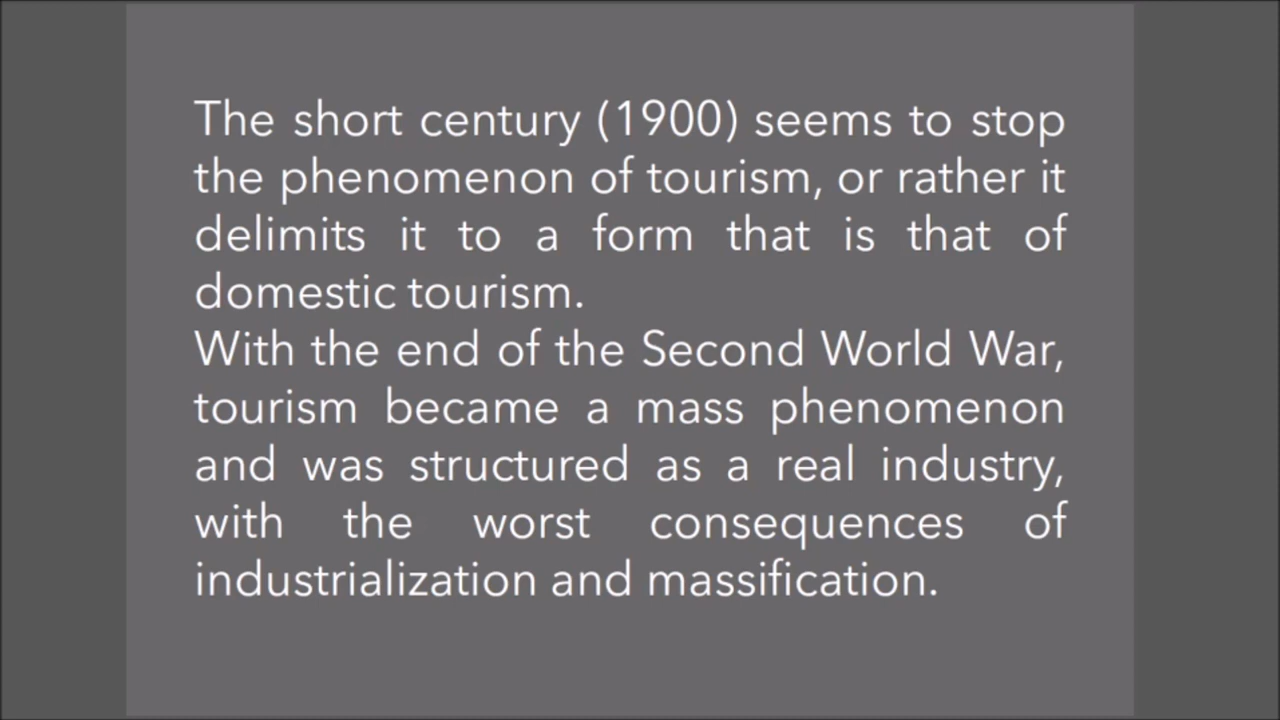 The short century (1900) seems to stop
the phenomenon of tourism, or rather it
delimits it to a form that is that of
domestic tourism.
With the end of the Second World War,
tourism became a mass phenomenon
and was structured as a real industry,
with the worst consequences of
industrialization and massification.